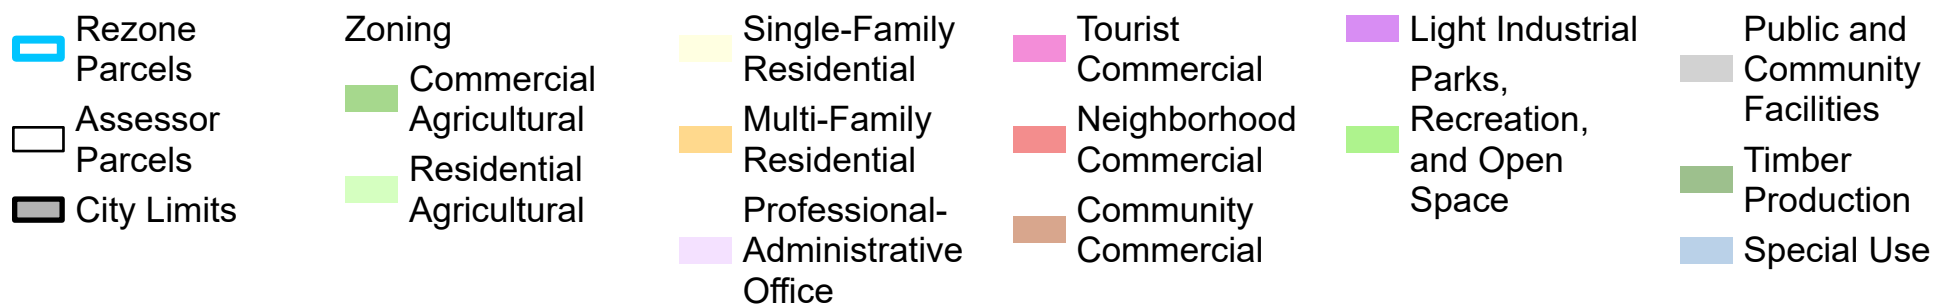 Rezone
Parcels
Assessor
Parcels
City Limits
Zoning
Commercial
Agricultural
Residential
Agricultural
Single-Family
Residential
Multi-Family
Residential
Professional-
Administrative
Office
Tourist
Commercial
Neighborhood
Commercial
Community
Commercial
Light Industrial
Parks,
Recreation,
and Open
Space
Public and
Community
Facilities
Timber
Production
Special Use